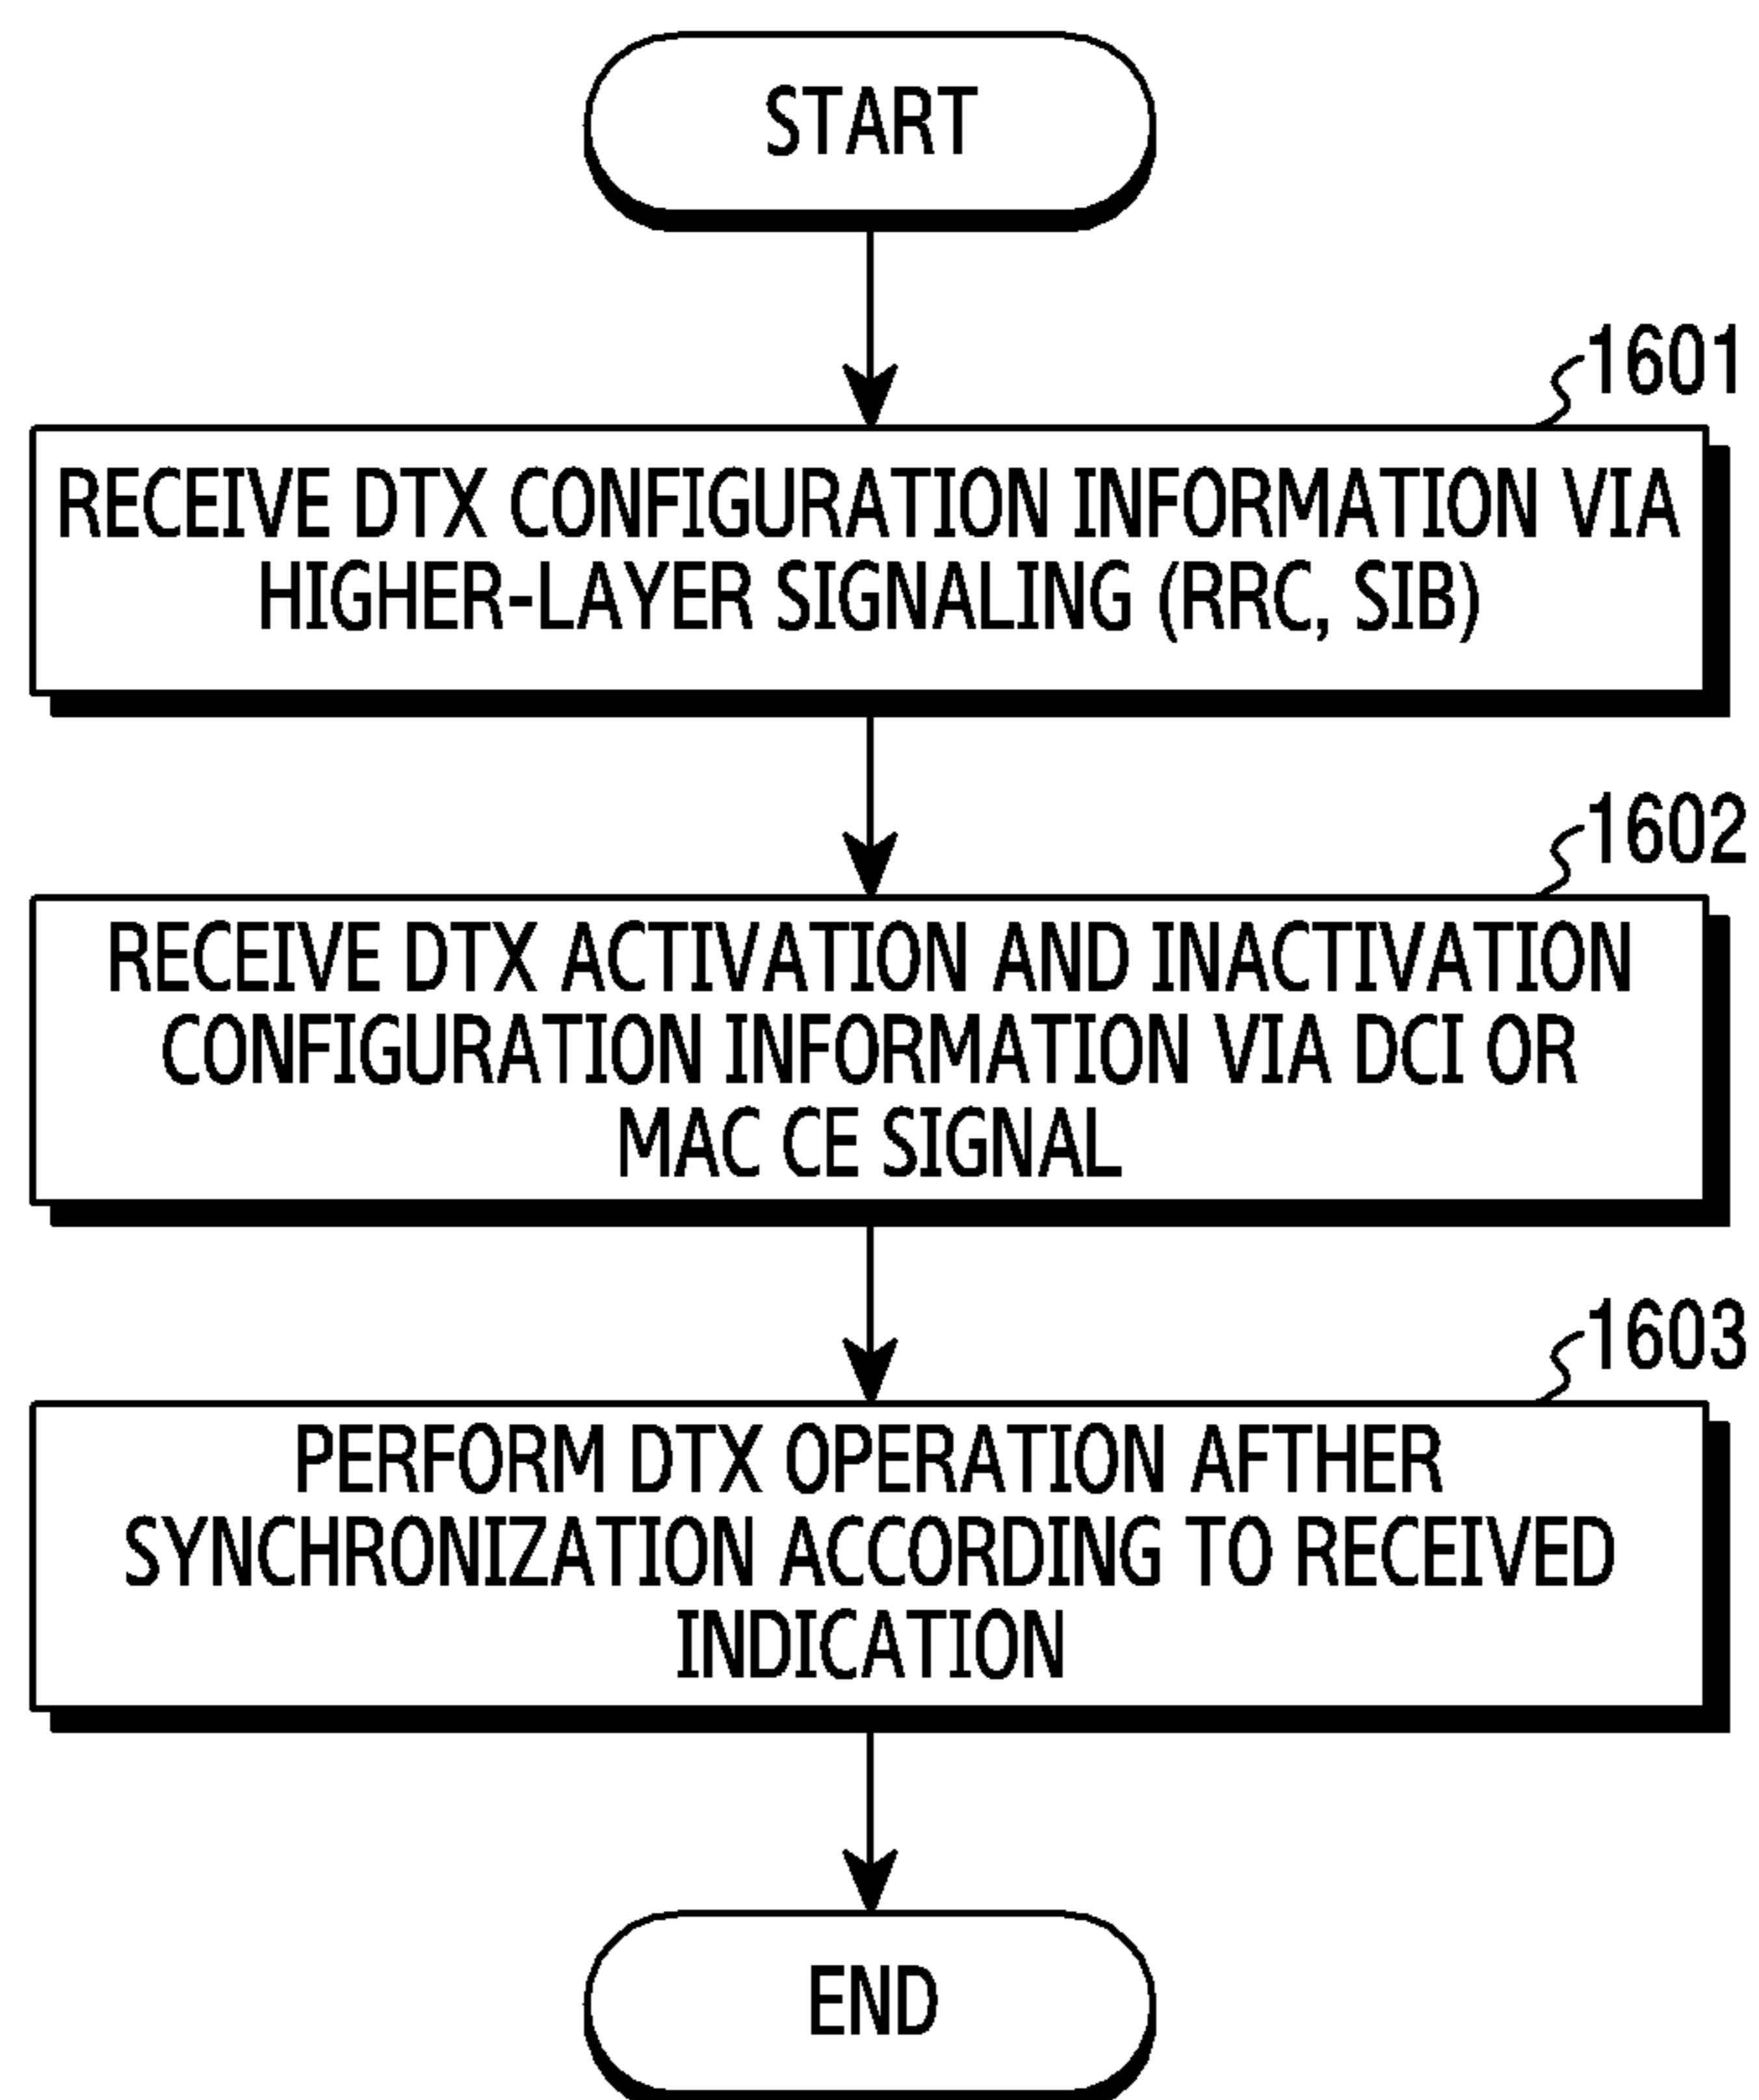 START
1601
RECEIVE DTX CONFIGURATION INFORMATION VIA
HIGHER-LAYER SIGNALING (RRC, SIB)
1602
RECEIVE DTX ACTIVATION AND INACTIVATION
CONFIGURATION INFORMATION VIA DCI OR
MAC CE SIGNAL
1603
PERFORM DTX OPERATION AFTHER
SYNCHRONIZATION ACCORDING TO RECEIVED
INDICATION
END